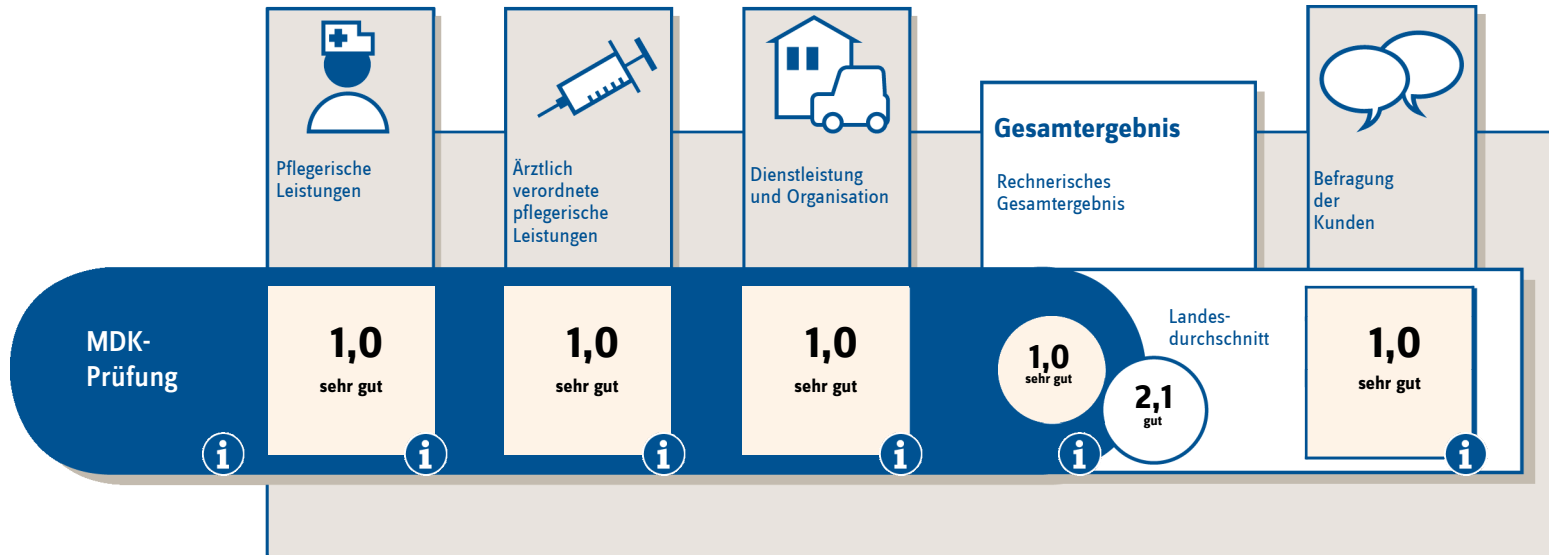 Pflegerische
Leistungen
Ärztlich
verordnete
pflegerische
Leistungen
Dienstleistung
und Organisation
Gesamtergebnis
Rechnerisches
Gesamtergebnis
Befragung
der
Kunden
MDK-
Prüfung
1,0
sehr gut
1,0
sehr gut
1,0
sehr gut
1,0
sehr gut
Landes-
durchschnitt
2,1
gut
1,0
sehr gut
i
i
i
i
i
i